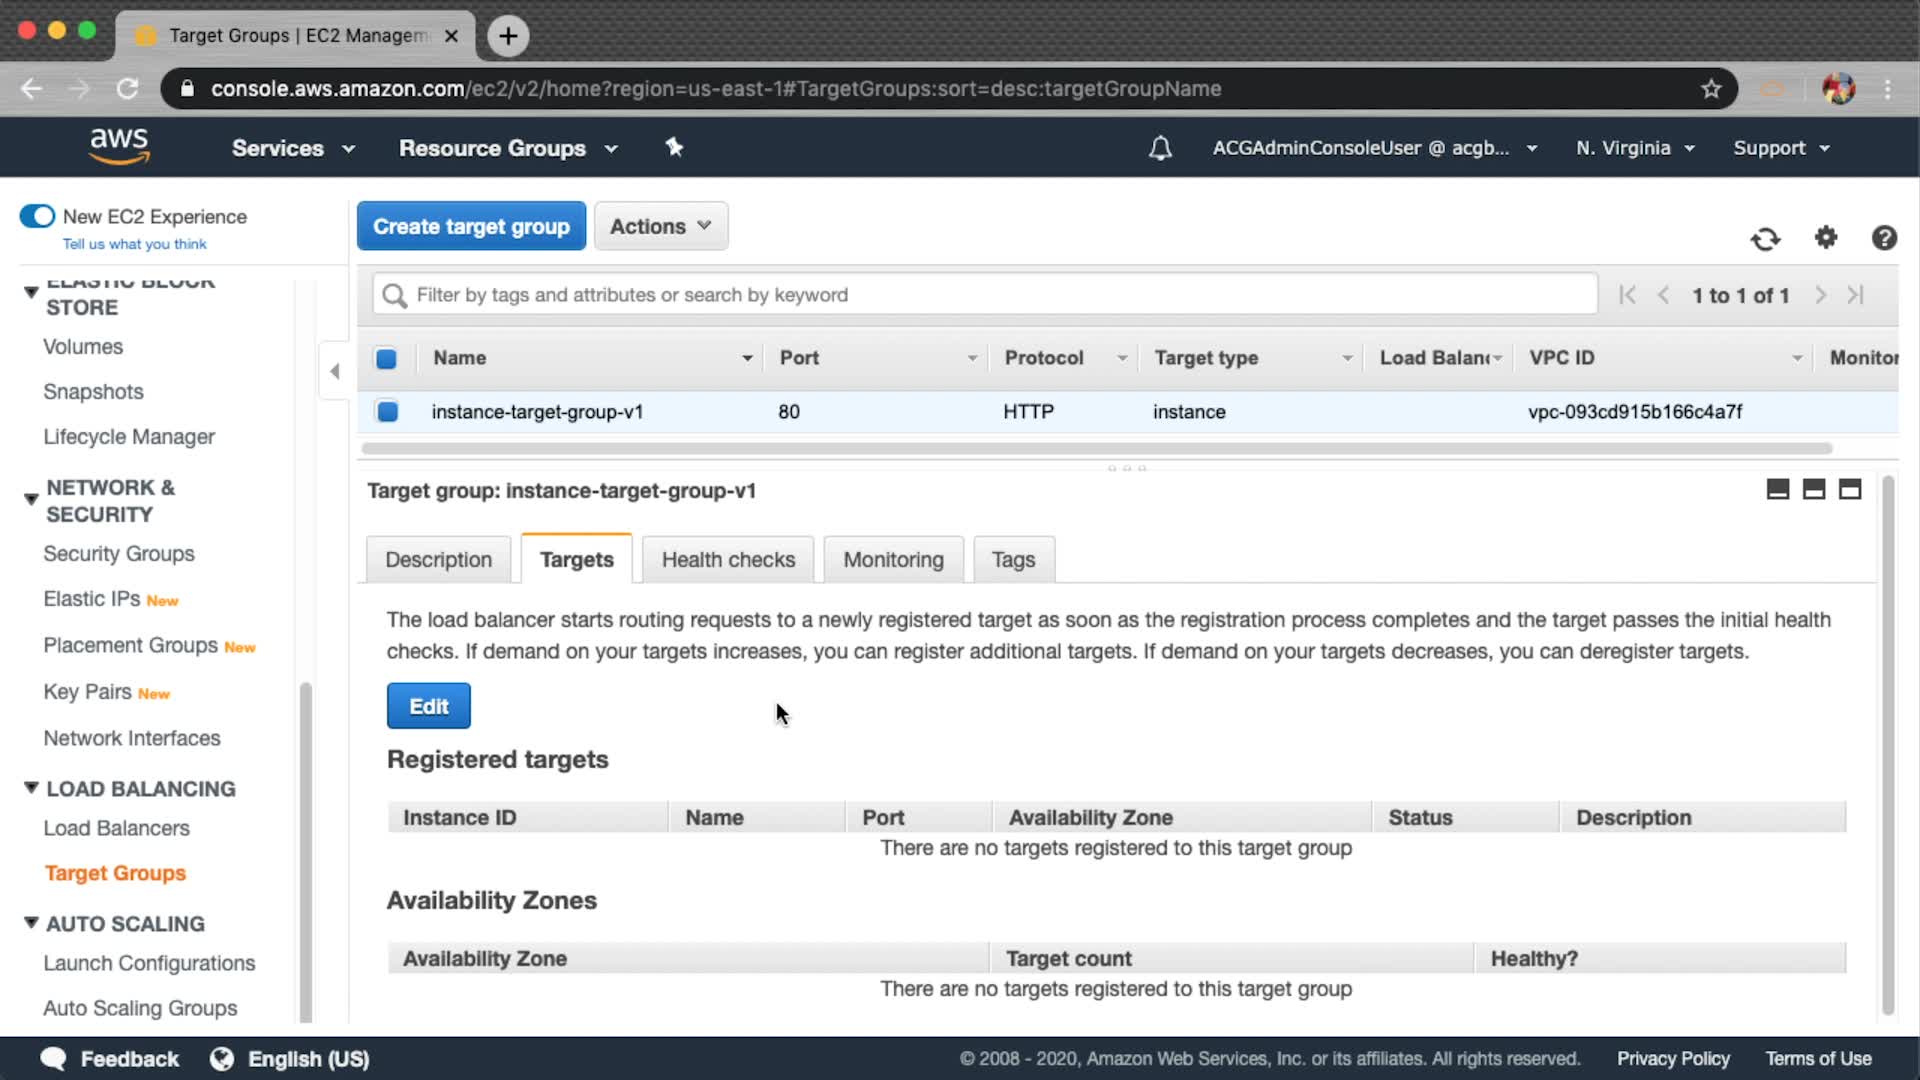 Target Groups | EC2 Managem
console.aws.amazon.com/ec2/v2/home?region=us-east-1#TargetGroups:sort=desc:targetGroupName
aws Services Resource Groups ACGAdminConsoleUser @ acgb... N. Virginia Support
New EC2 Experience
Tell us what you think
Create target group Actions
ELASTIC BLOCK
STORE
Volumes
Snapshots
Lifecycle Manager
NETWORK &
SECURITY
Security Groups
Elastic IPs New
Placement Groups New
Key Pairs New
Network Interfaces
LOAD BALANCING
Load Balancers
Target Groups
AUTO SCALING
Launch Configurations
Auto Scaling Groups
Filter by tags and attributes or search by keyword 1 to 1 of 1
Name Port Protocol Target type Load Balanc VPC ID Monitor
instance-target-group-v1 80 HTTP instance vpc-093cd915b166c4a7f
Target group: instance-target-group-v1
Description Targets Health checks Monitoring Tags
The load balancer starts routing requests to a newly registered target as soon as the registration process completes and the target passes the initial health
checks. If demand on your targets increases, you can register additional targets. If demand on your targets decreases, you can deregister targets.
Edit
Registered targets
Instance ID Name Port Availability Zone Status Description
There are no targets registered to this target group
Availability Zones
Availability Zone Target count Healthy?
There are no targets registered to this target group
Feedback English (US) © 2008 - 2020, Amazon Web Services, Inc. or its affiliates. All rights reserved. Privacy Policy Terms of Use